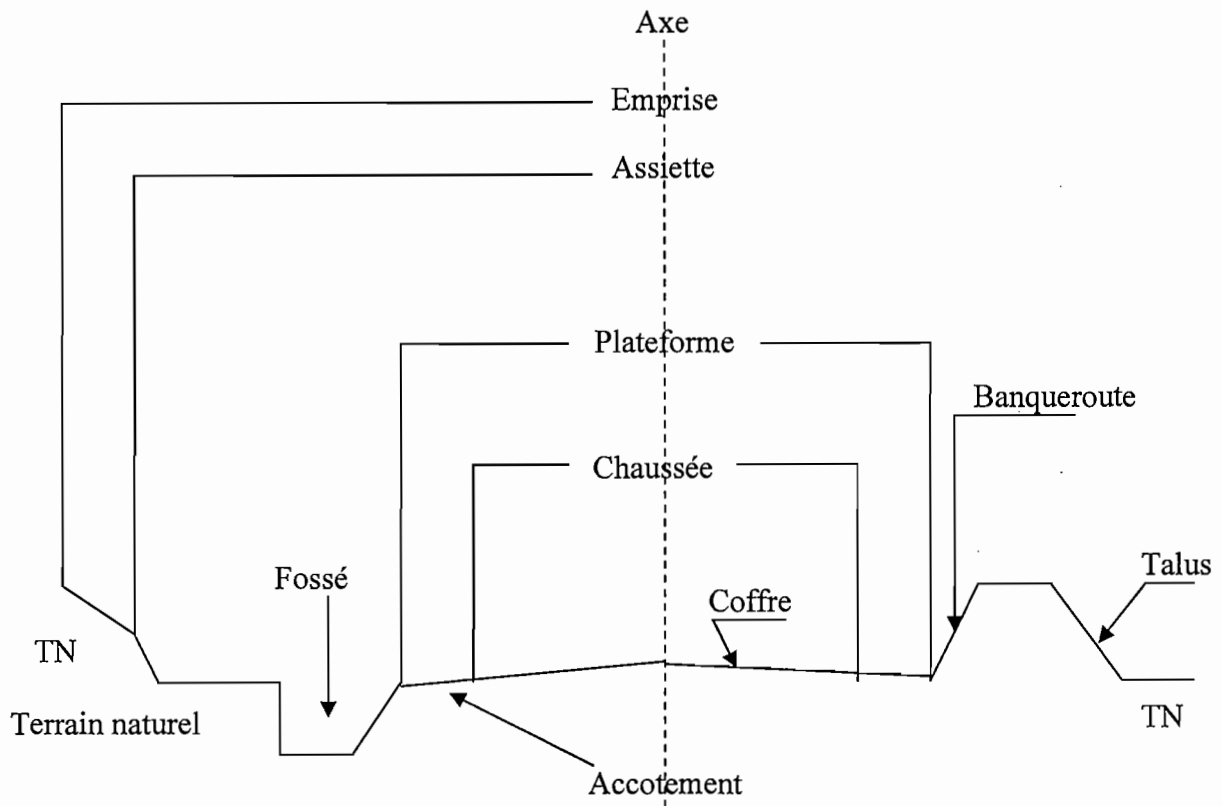 Axe
Emprise
Assiette
Plateforme
Banqueroute
Chaussée
Fossé
Talus
Coffre
TN
Terrain naturel
TN
Accotement